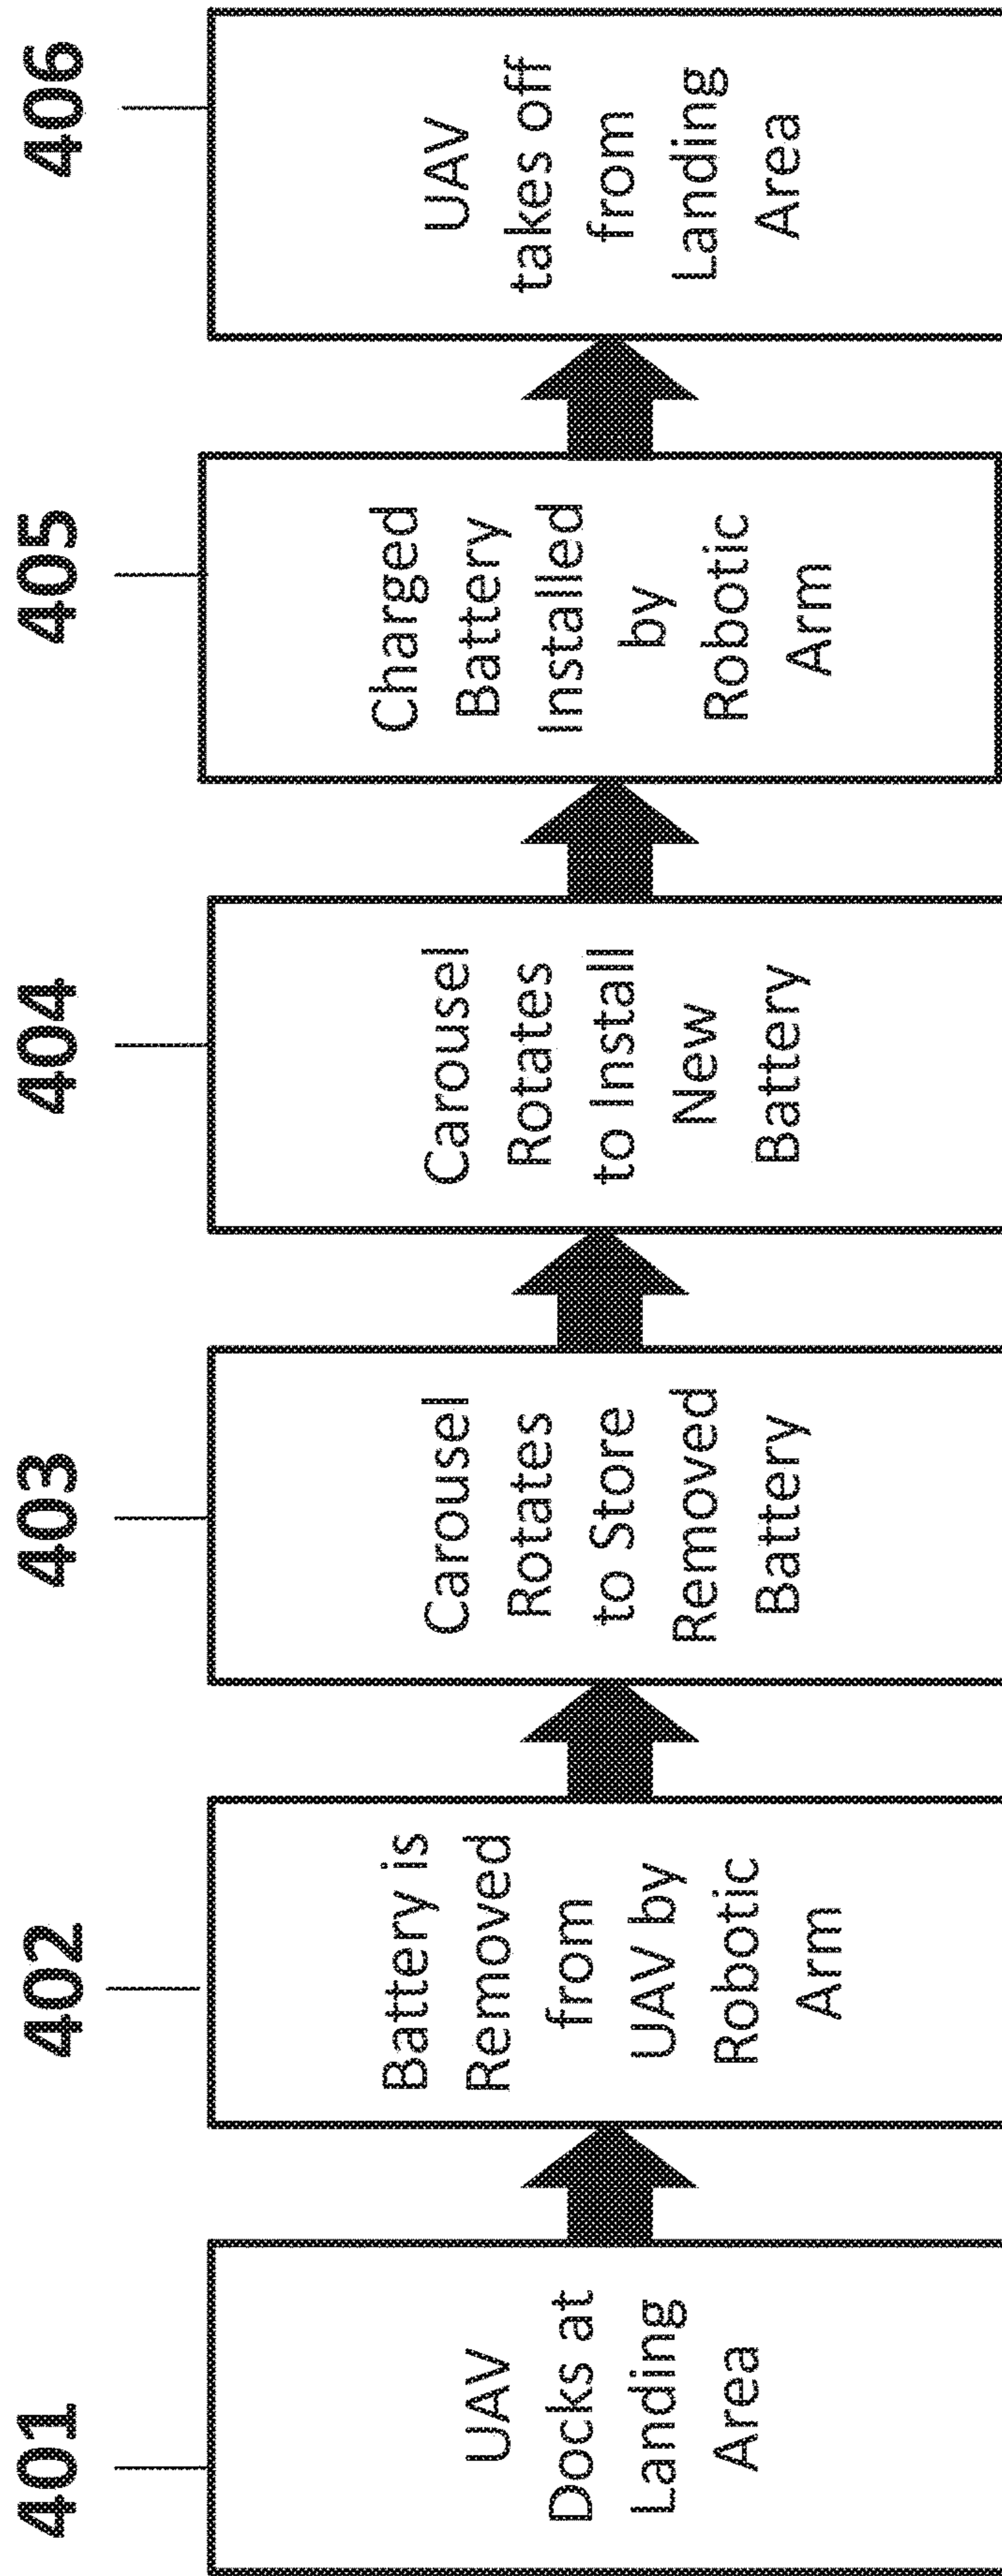 401
UAV
Docks at
Landing
Area
402
Battery is
Removed
from
UAV by
Robotic
Arm
403
Carousel
Rotates
to Store
Removed
Battery
404
Carousel
Rotates
to Install
New
Battery
405
Charged
Battery
Installed
by
Robotic
Arm
406
UAV
takes off
from
Landing
Area